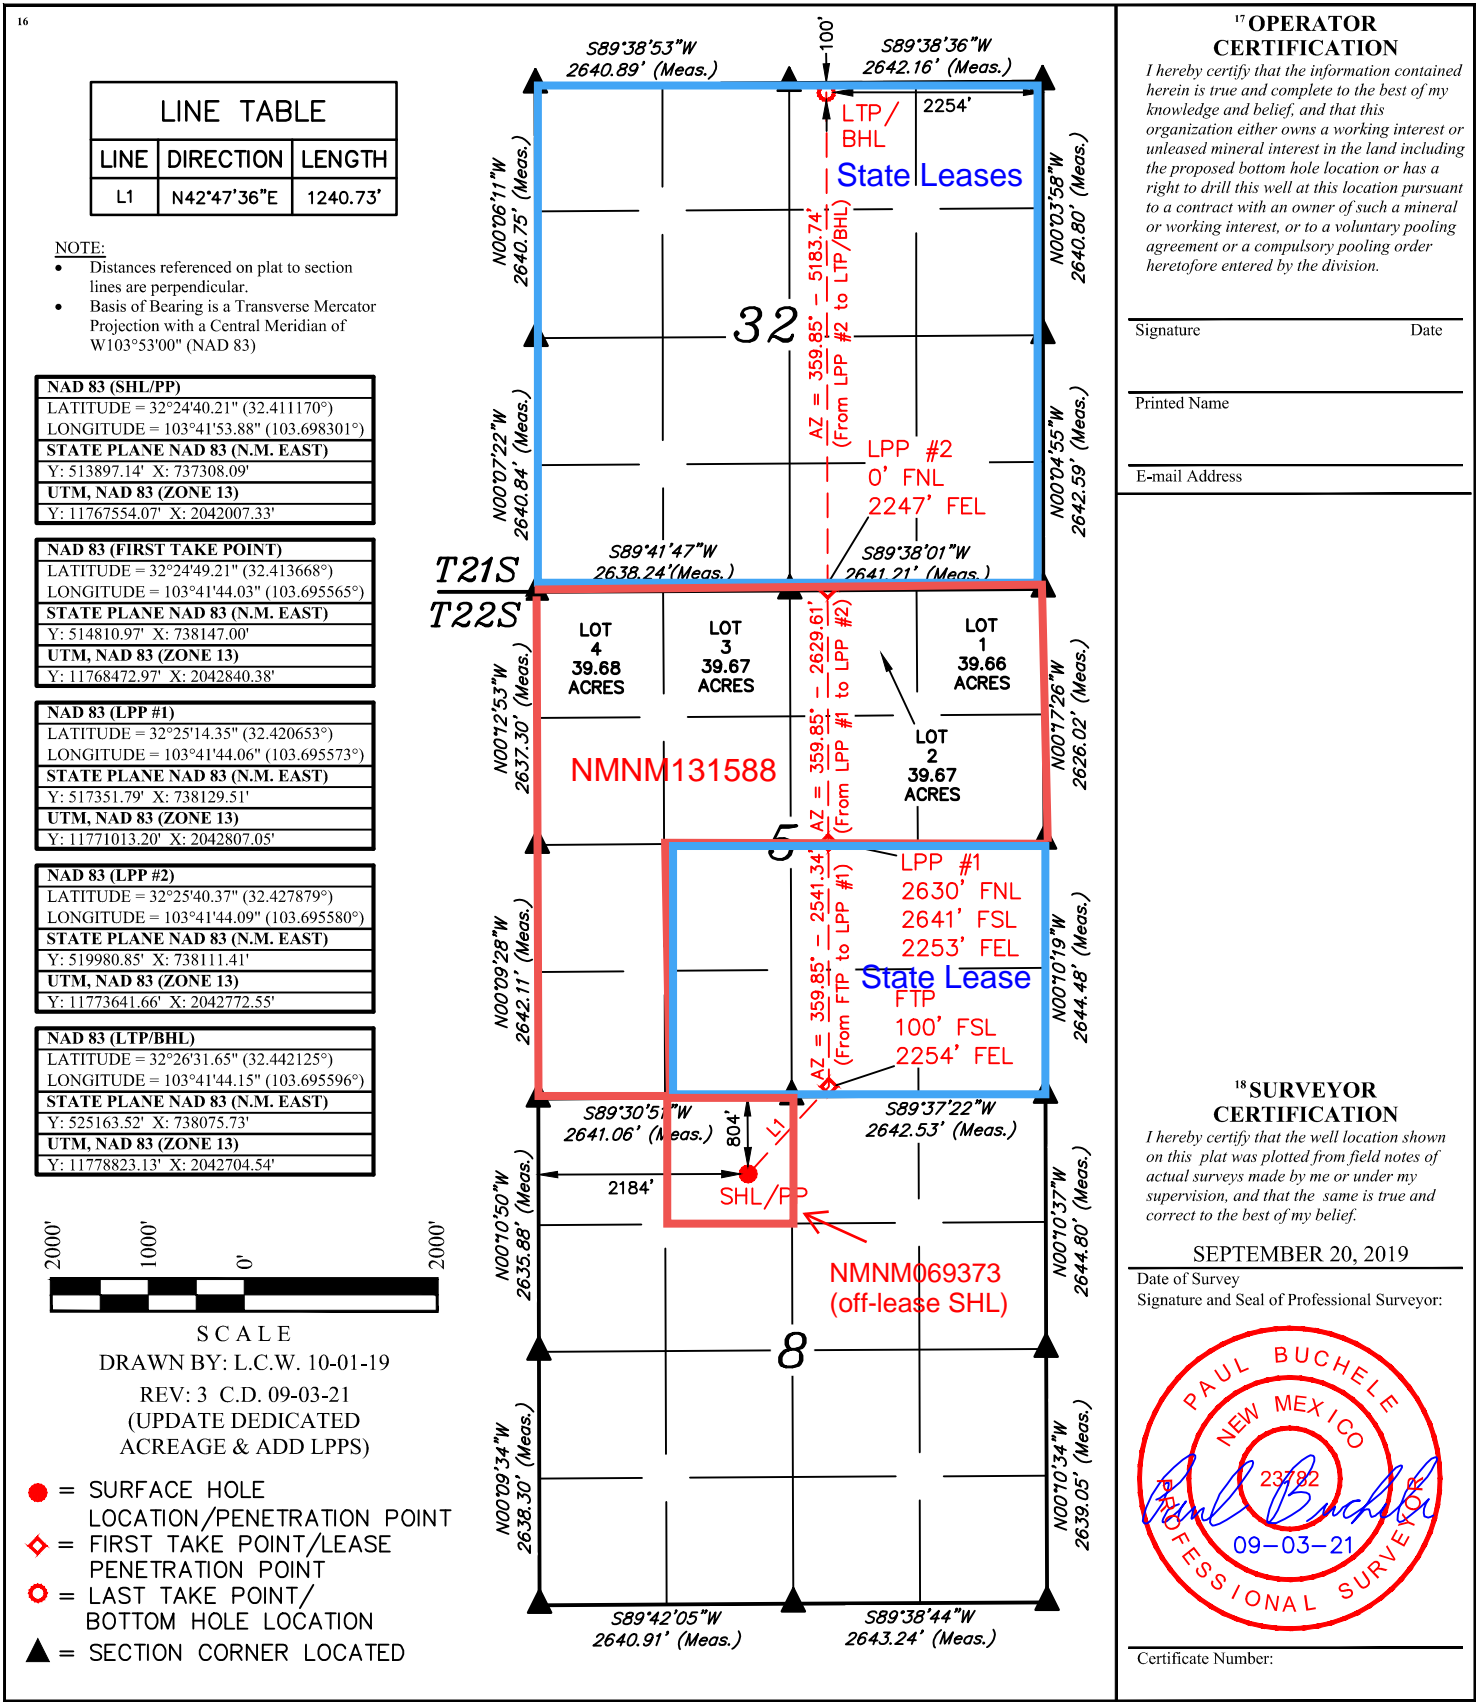 16
LINE TABLE
LINE DIRECTION LENGTH
L1 N42°47'36"E 1240.73'
NOTE:
• Distances referenced on plat to section
lines are perpendicular.
• Basis of Bearing is a Transverse Mercator
Projection with a Central Meridian of
W103°53'00" (NAD 83)
NAD 83 (SHL/PP)
LATITUDE = 32°24'40.21" (32.411170°)
LONGITUDE = 103°41'53.88" (103.698301°)
STATE PLANE NAD 83 (N.M. EAST)
Y: 513897.14' X: 737308.09'
UTM, NAD 83 (ZONE 13)
Y: 11767554.07' X: 2042007.33'
NAD 83 (FIRST TAKE POINT)
LATITUDE = 32°24'49.21" (32.413668°)
LONGITUDE = 103°41'44.03" (103.695565°)
STATE PLANE NAD 83 (N.M. EAST)
Y: 514810.97' X: 738147.00'
UTM, NAD 83 (ZONE 13)
Y: 11768472.97' X: 2042840.38'
NAD 83 (LPP #1)
LATITUDE = 32°25'14.35" (32.420653°)
LONGITUDE = 103°41'44.06" (103.695573°)
STATE PLANE NAD 83 (N.M. EAST)
Y: 517351.79' X: 738129.51'
UTM, NAD 83 (ZONE 13)
Y: 11771013.20' X: 2042807.05'
NAD 83 (LPP #2)
LATITUDE = 32°25'40.37" (32.427879°)
LONGITUDE = 103°41'44.09" (103.695580°)
STATE PLANE NAD 83 (N.M. EAST)
Y: 519980.85' X: 738111.41'
UTM, NAD 83 (ZONE 13)
Y: 11773641.66' X: 2042772.55'
NAD 83 (LTP/BHL)
LATITUDE = 32°26'31.65" (32.442125°)
LONGITUDE = 103°41'44.15" (103.695596°)
STATE PLANE NAD 83 (N.M. EAST)
Y: 525163.52' X: 738075.73'
UTM, NAD 83 (ZONE 13)
Y: 11778823.13' X: 2042704.54'
2000' 1000' 0' 2000'
SCALE
DRAWN BY: L.C.W. 10-01-19
REV: 3 C.D. 09-03-21
(UPDATE DEDICATED
ACREAGE & ADD LPPS)
= SURFACE HOLE
LOCATION/PENETRATION POINT
= FIRST TAKE POINT/LEASE
PENETRATION POINT
= LAST TAKE POINT/
BOTTOM HOLE LOCATION
= SECTION CORNER LOCATED
S89°38'53"W
2640.89' (Meas.)
100'
S89°38'36"W
2642.16' (Meas.)
2254'
LTP/
BHL
State Leases
N00°06'11"W
2640.75' (Meas.)
N00°03'58"W
2640.80' (Meas.)
AZ = 359.85° - 5183.74'
(From LPP #2 to LTP/BHL)
32
N00°07'22"W
2640.84' (Meas.)
N00°04'55"W
2642.59' (Meas.)
LPP #2
0' FNL
2247' FEL
S89°41'47"W
2638.24'(Meas.)
S89°38'01"W
2641.21' (Meas.)
T21S
T22S
LOT
4
39.68
ACRES
LOT
3
39.67
ACRES
LOT
1
39.66
ACRES
LOT
2
39.67
ACRES
N00°12'53"W
2637.30' (Meas.)
N00°17'26"W
2626.02' (Meas.)
AZ = 359.85° - 2629.61'
(From LPP #1 to LPP #2)
NMNM131588
5
LPP #1
2630' FNL
2641' FSL
2253' FEL
State Lease
FTP
100' FSL
2254' FEL
AZ = 359.85° - 2541.34'
(From FTP to LPP #1)
N00°09'28"W
2642.11' (Meas.)
N00°10'19"W
2644.48' (Meas.)
S89°30'51"W
2641.06' (Meas.)
S89°37'22"W
2642.53' (Meas.)
804'
L1
2184'
SHL/PP
N00°10'50"W
2635.88' (Meas.)
N00°10'37"W
2644.80' (Meas.)
NMNM069373
(off-lease SHL)
8
N00°09'34"W
2638.30' (Meas.)
N00°10'34"W
2639.05' (Meas.)
S89°42'05"W
2640.91' (Meas.)
S89°38'44"W
2643.24' (Meas.)
17 OPERATOR
CERTIFICATION
I hereby certify that the information contained
herein is true and complete to the best of my
knowledge and belief, and that this
organization either owns a working interest or
unleased mineral interest in the land including
the proposed bottom hole location or has a
right to drill this well at this location pursuant
to a contract with an owner of such a mineral
or working interest, or to a voluntary pooling
agreement or a compulsory pooling order
heretofore entered by the division.
Signature Date
Printed Name
E-mail Address
18 SURVEYOR
CERTIFICATION
I hereby certify that the well location shown
on this plat was plotted from field notes of
actual surveys made by me or under my
supervision, and that the same is true and
correct to the best of my belief.
SEPTEMBER 20, 2019
Date of Survey
Signature and Seal of Professional Surveyor:
PAUL BUCHELE
NEW MEXICO
23782
Paul Buchele
09-03-21
PROFESSIONAL SURVEYOR
Certificate Number: